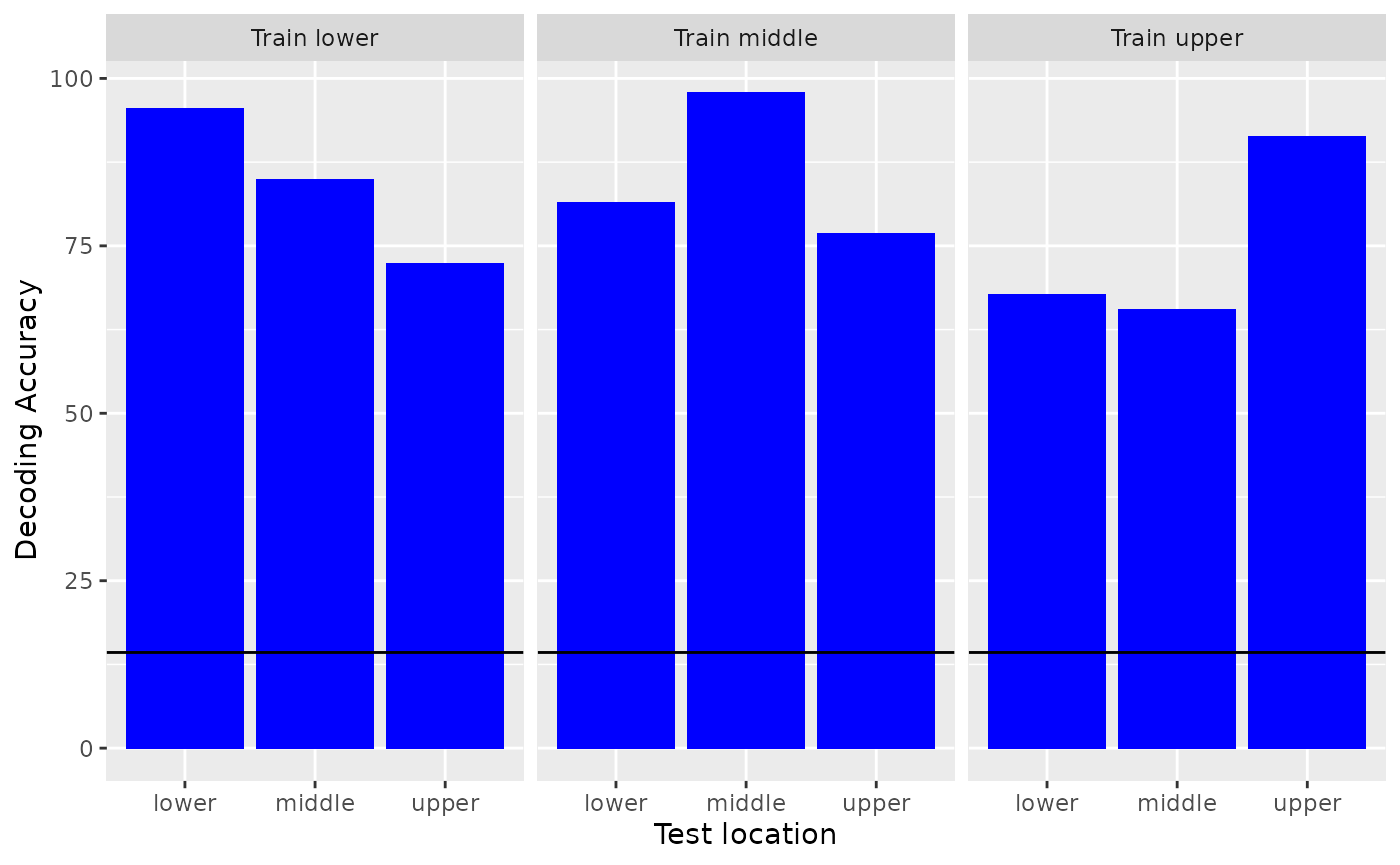 Train lower
Train middle
Train upper
100
75
50
25
0
Decoding Accuracy
lower middle upper
lower middle upper
lower middle upper
Test location